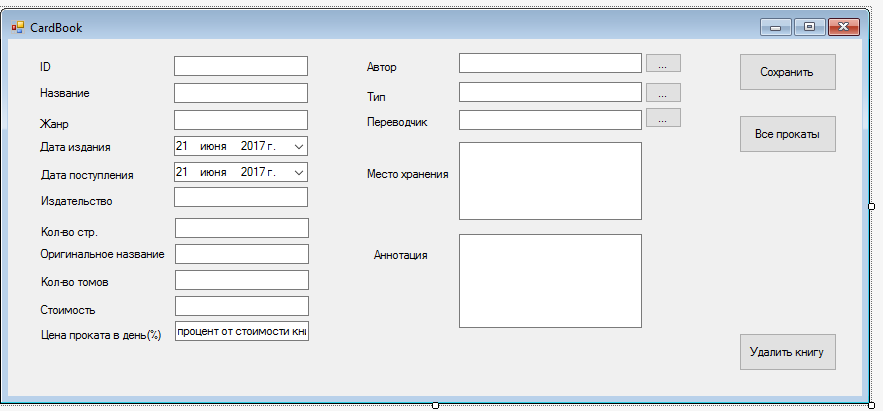 CardBook
ID
Название
Жанр
Дата издания
21 июня 2017 г.
Дата поступления
21 июня 2017 г.
Издательство
Кол-во стр.
Оригинальное название
Кол-во томов
Стоимость
Цена проката в день(%)
процент от стоимости кни
Автор
...
Тип
...
Переводчик
...
Место хранения
Аннотация
Сохранить
Все прокаты
Удалить книгу